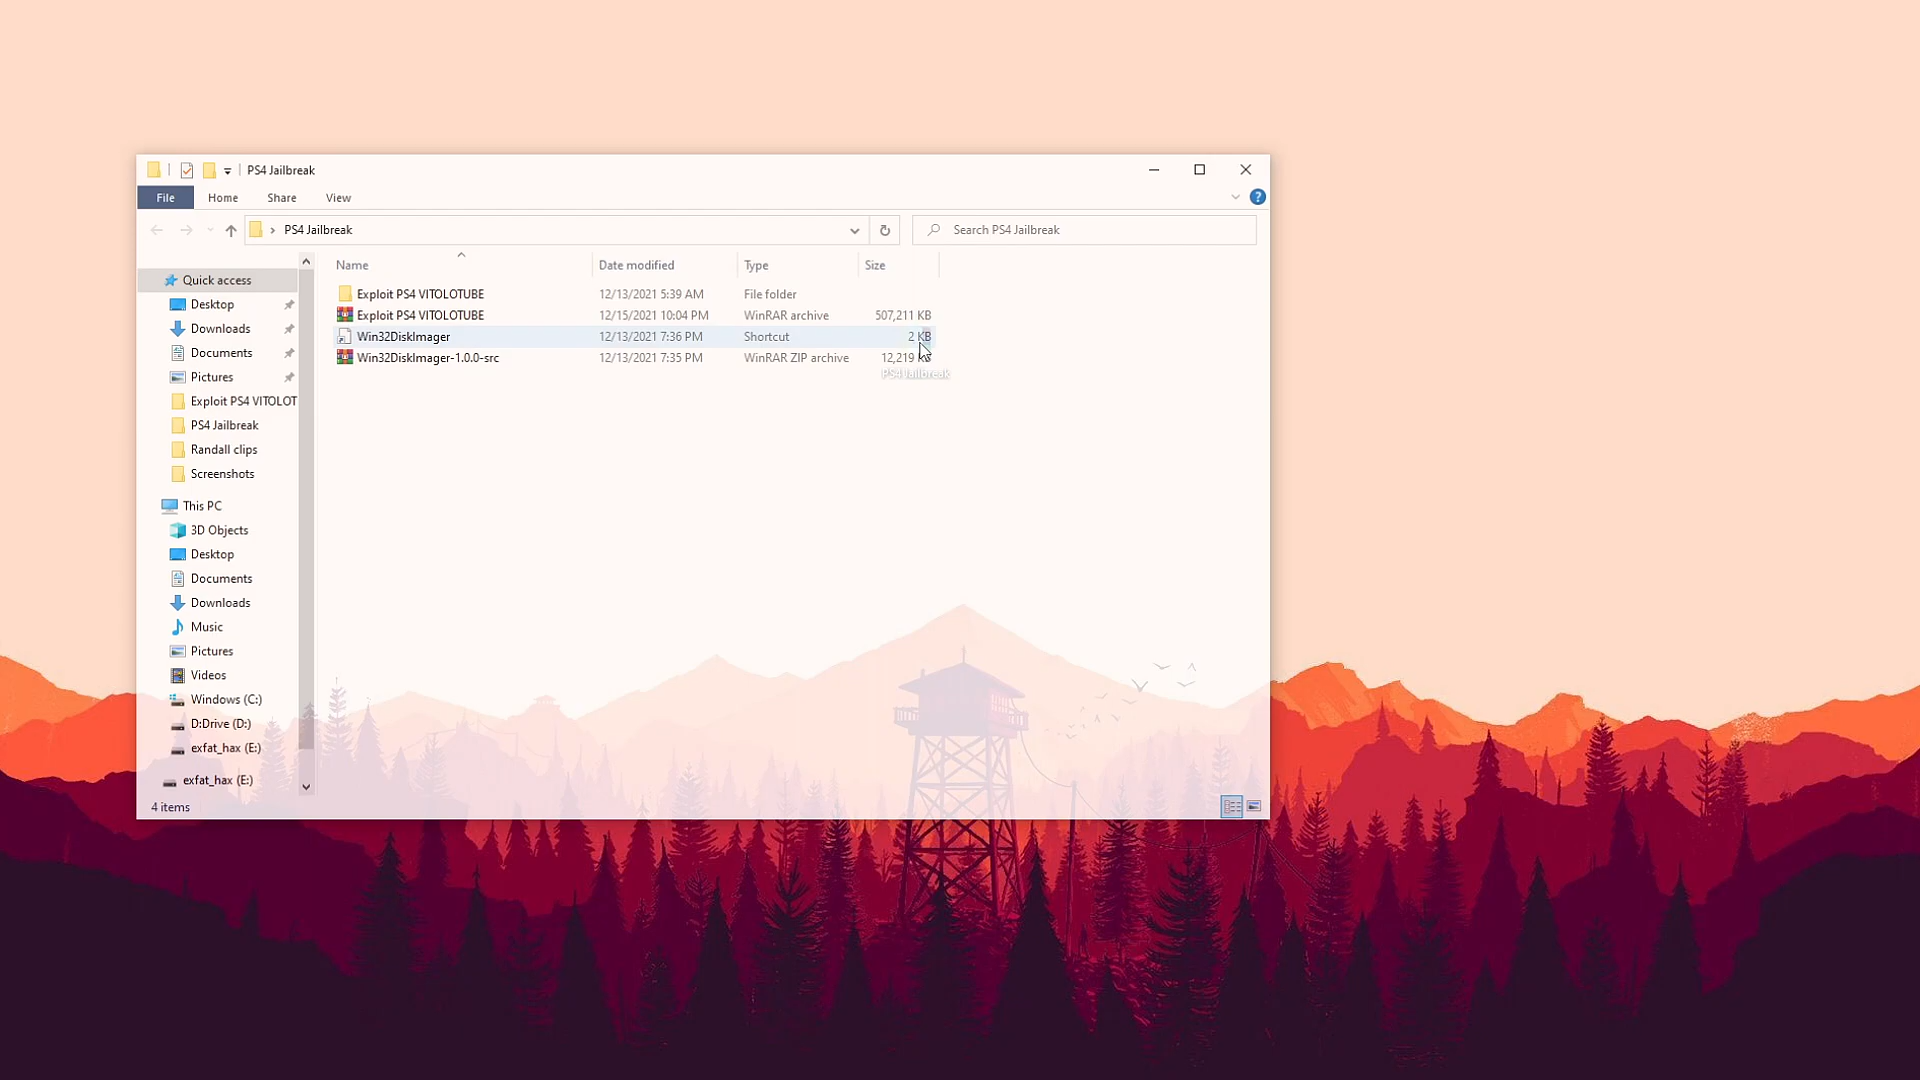 PS4 Jailbreak
File Home Share View
PS4 Jailbreak Search PS4 Jailbreak
Name Date modified Type Size
Quick access
Desktop
Downloads
Documents
Pictures
Exploit PS4 VITOLOT
PS4 Jailbreak
Randall clips
Screenshots
This PC
3D Objects
Desktop
Documents
Downloads
Music
Pictures
Videos
Windows (C:)
D:Drive (D:)
exfat_hax (E:)
exfat_hax (E:)
Exploit PS4 VITOLOTUBE 12/13/2021 5:39 AM File folder
Exploit PS4 VITOLOTUBE 12/15/2021 10:04 PM WinRAR archive 507,211 KB
Win32DiskImager 12/13/2021 7:36 PM Shortcut 2 KB
Win32DiskImager-1.0.0-src 12/13/2021 7:35 PM WinRAR ZIP archive 12,219 KB
PS4 Jailbreak
4 items